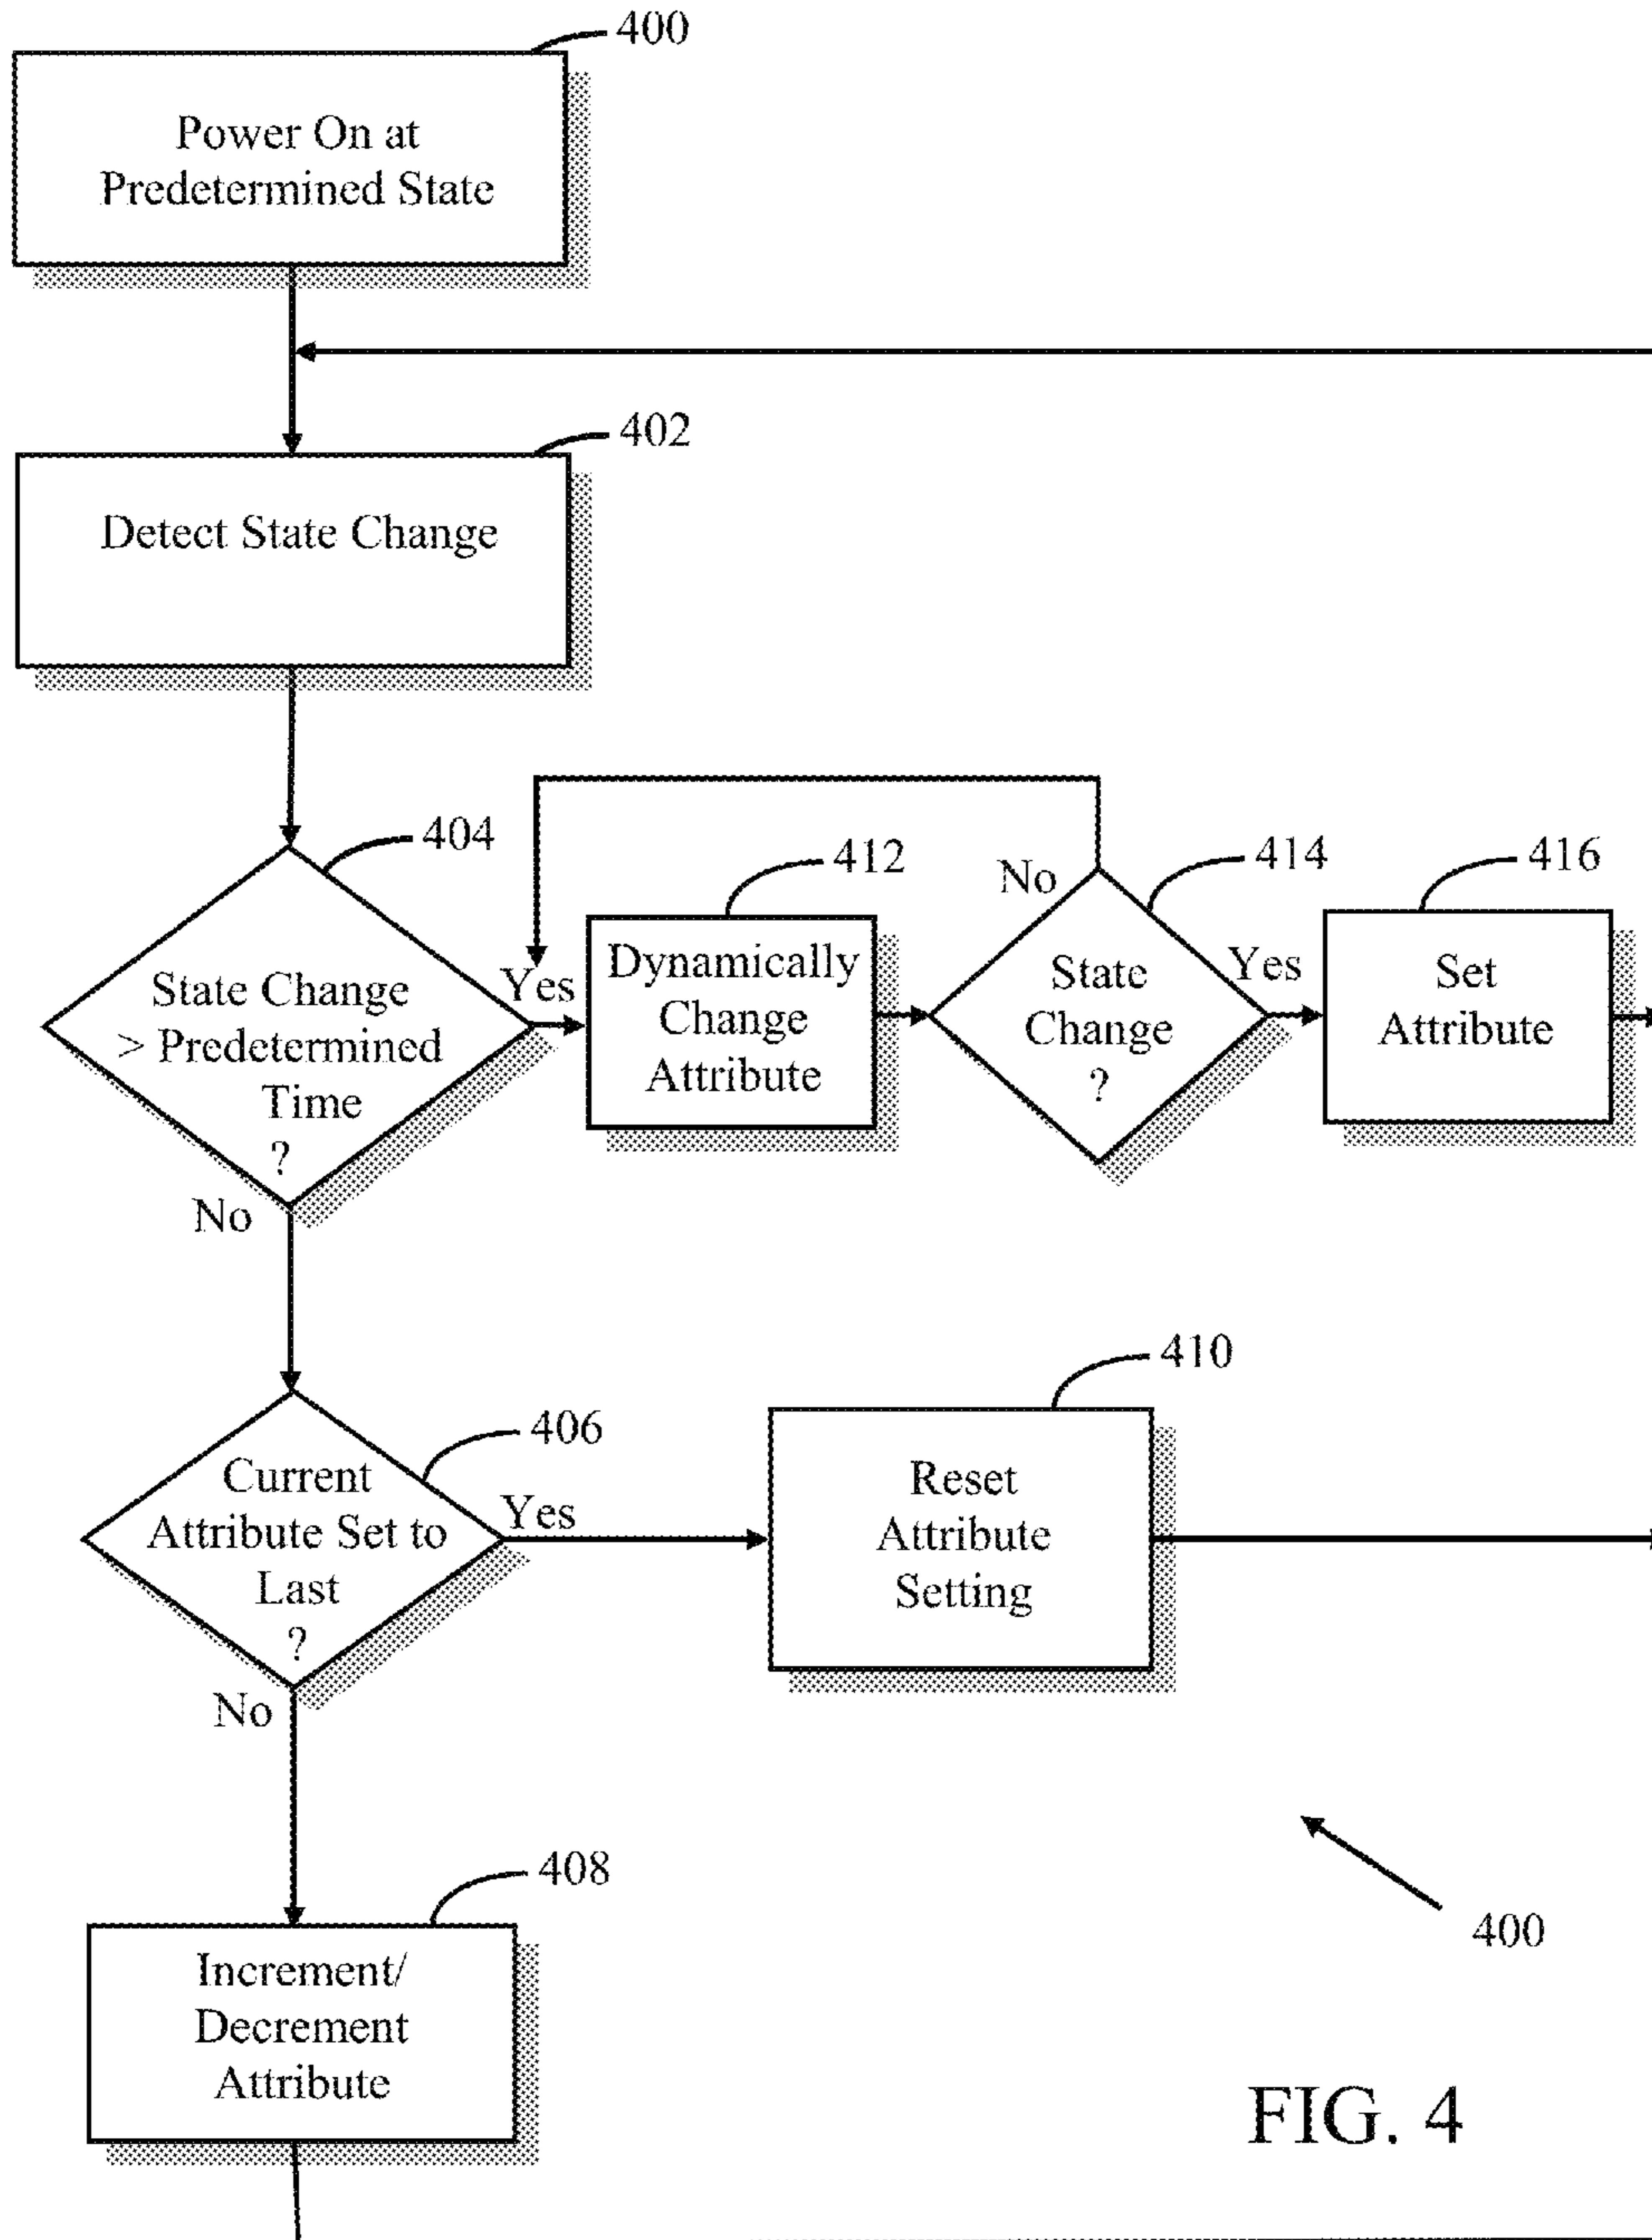 400
Power On at
Predetermined State
402
Detect State Change
404
State Change
> Predetermined
Time
?
Yes
No
412
Dynamically
Change
Attribute
414
No
State
Change
?
Yes
416
Set
Attribute
406
Current
Attribute Set to
Last
?
Yes
No
410
Reset
Attribute
Setting
408
Increment/
Decrement
Attribute
400
FIG. 4